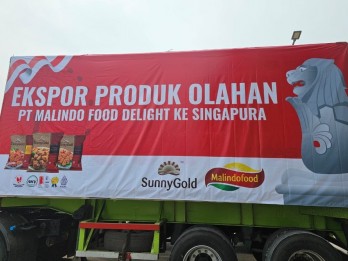 EKSPOR PRODUK OLAHAN
PT MALINDO FOOD DELIGHT KE SINGAPURA
SunnyGold
Malindofood